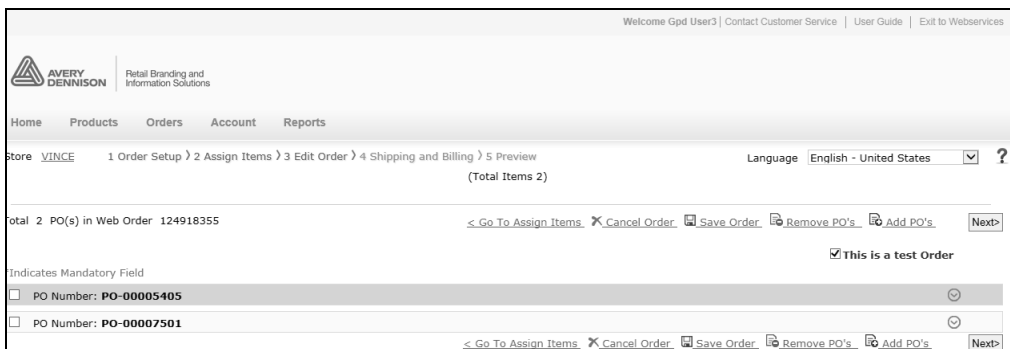 Welcome Gpd User3 | Contact Customer Service | User Guide | Exit to Webservices
AVERY DENNISON
Retail Branding and Information Solutions
Home Products Orders Account Reports
Store VINCE 1 Order Setup > 2 Assign Items > 3 Edit Order > 4 Shipping and Billing > 5 Preview Language English - United States ?
(Total Items 2)
Total 2 PO(s) in Web Order 124918355 < Go To Assign Items Cancel Order Save Order Remove PO's Add PO's Next>
This is a test Order
*Indicates Mandatory Field
PO Number: PO-00005405
PO Number: PO-00007501
< Go To Assign Items Cancel Order Save Order Remove PO's Add PO's Next>